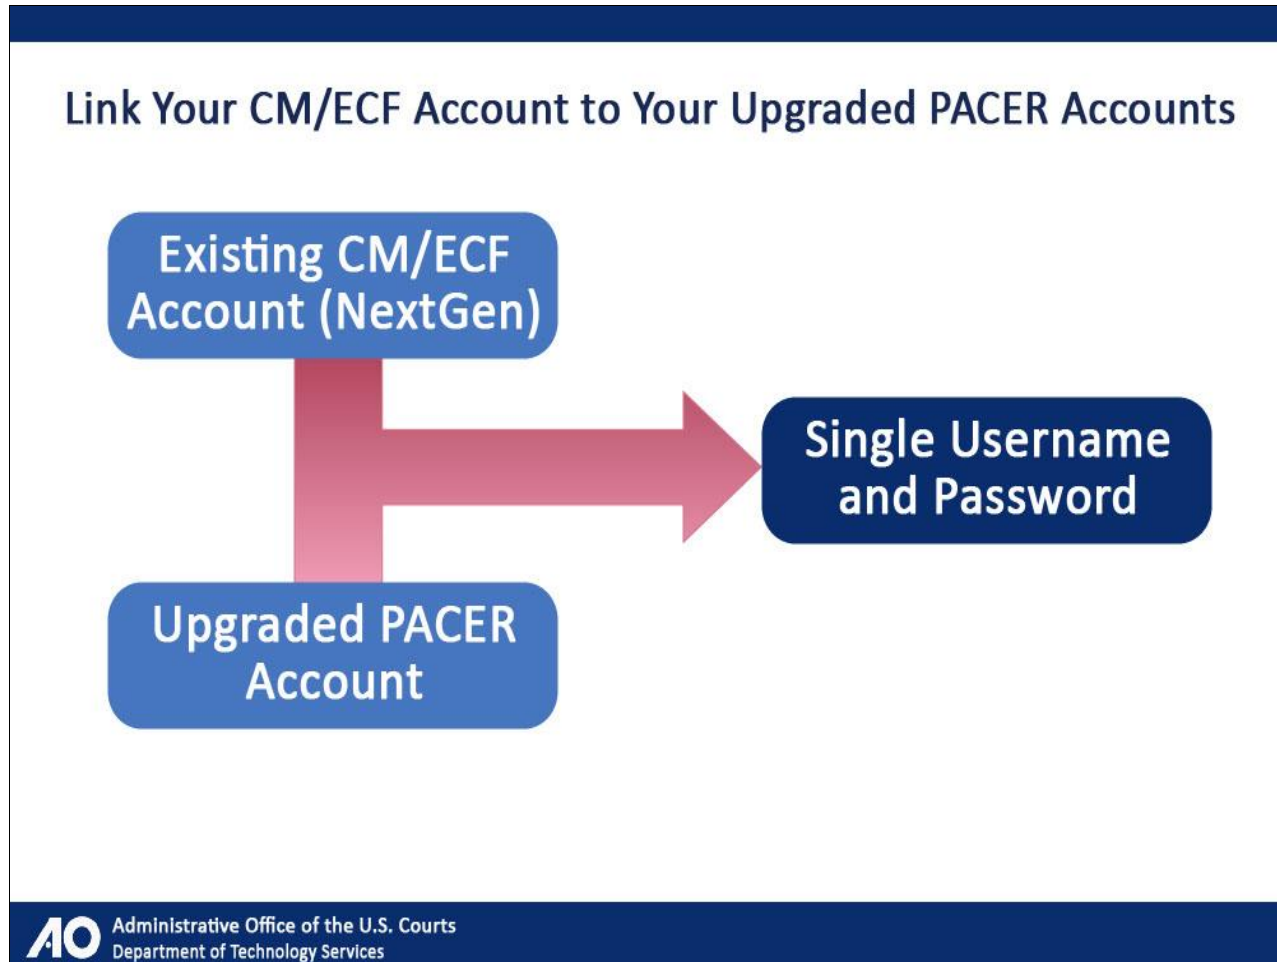 Link Your CM/ECF Account to Your Upgraded PACER Accounts
Existing CM/ECF
Account (NextGen)
Single Username
and Password
Upgraded PACER
Account
AO
Administrative Office of the U.S. Courts
Department of Technology Services